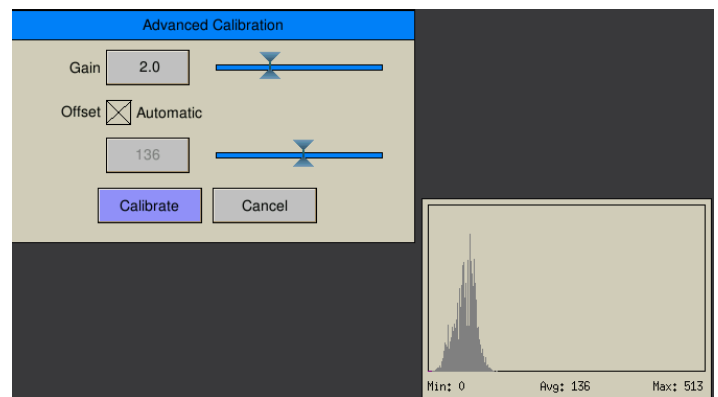 Advanced Calibration
Gain 2.0
Offset Automatic
136
Calibrate Cancel
Min: 0 Avg: 136 Max: 513